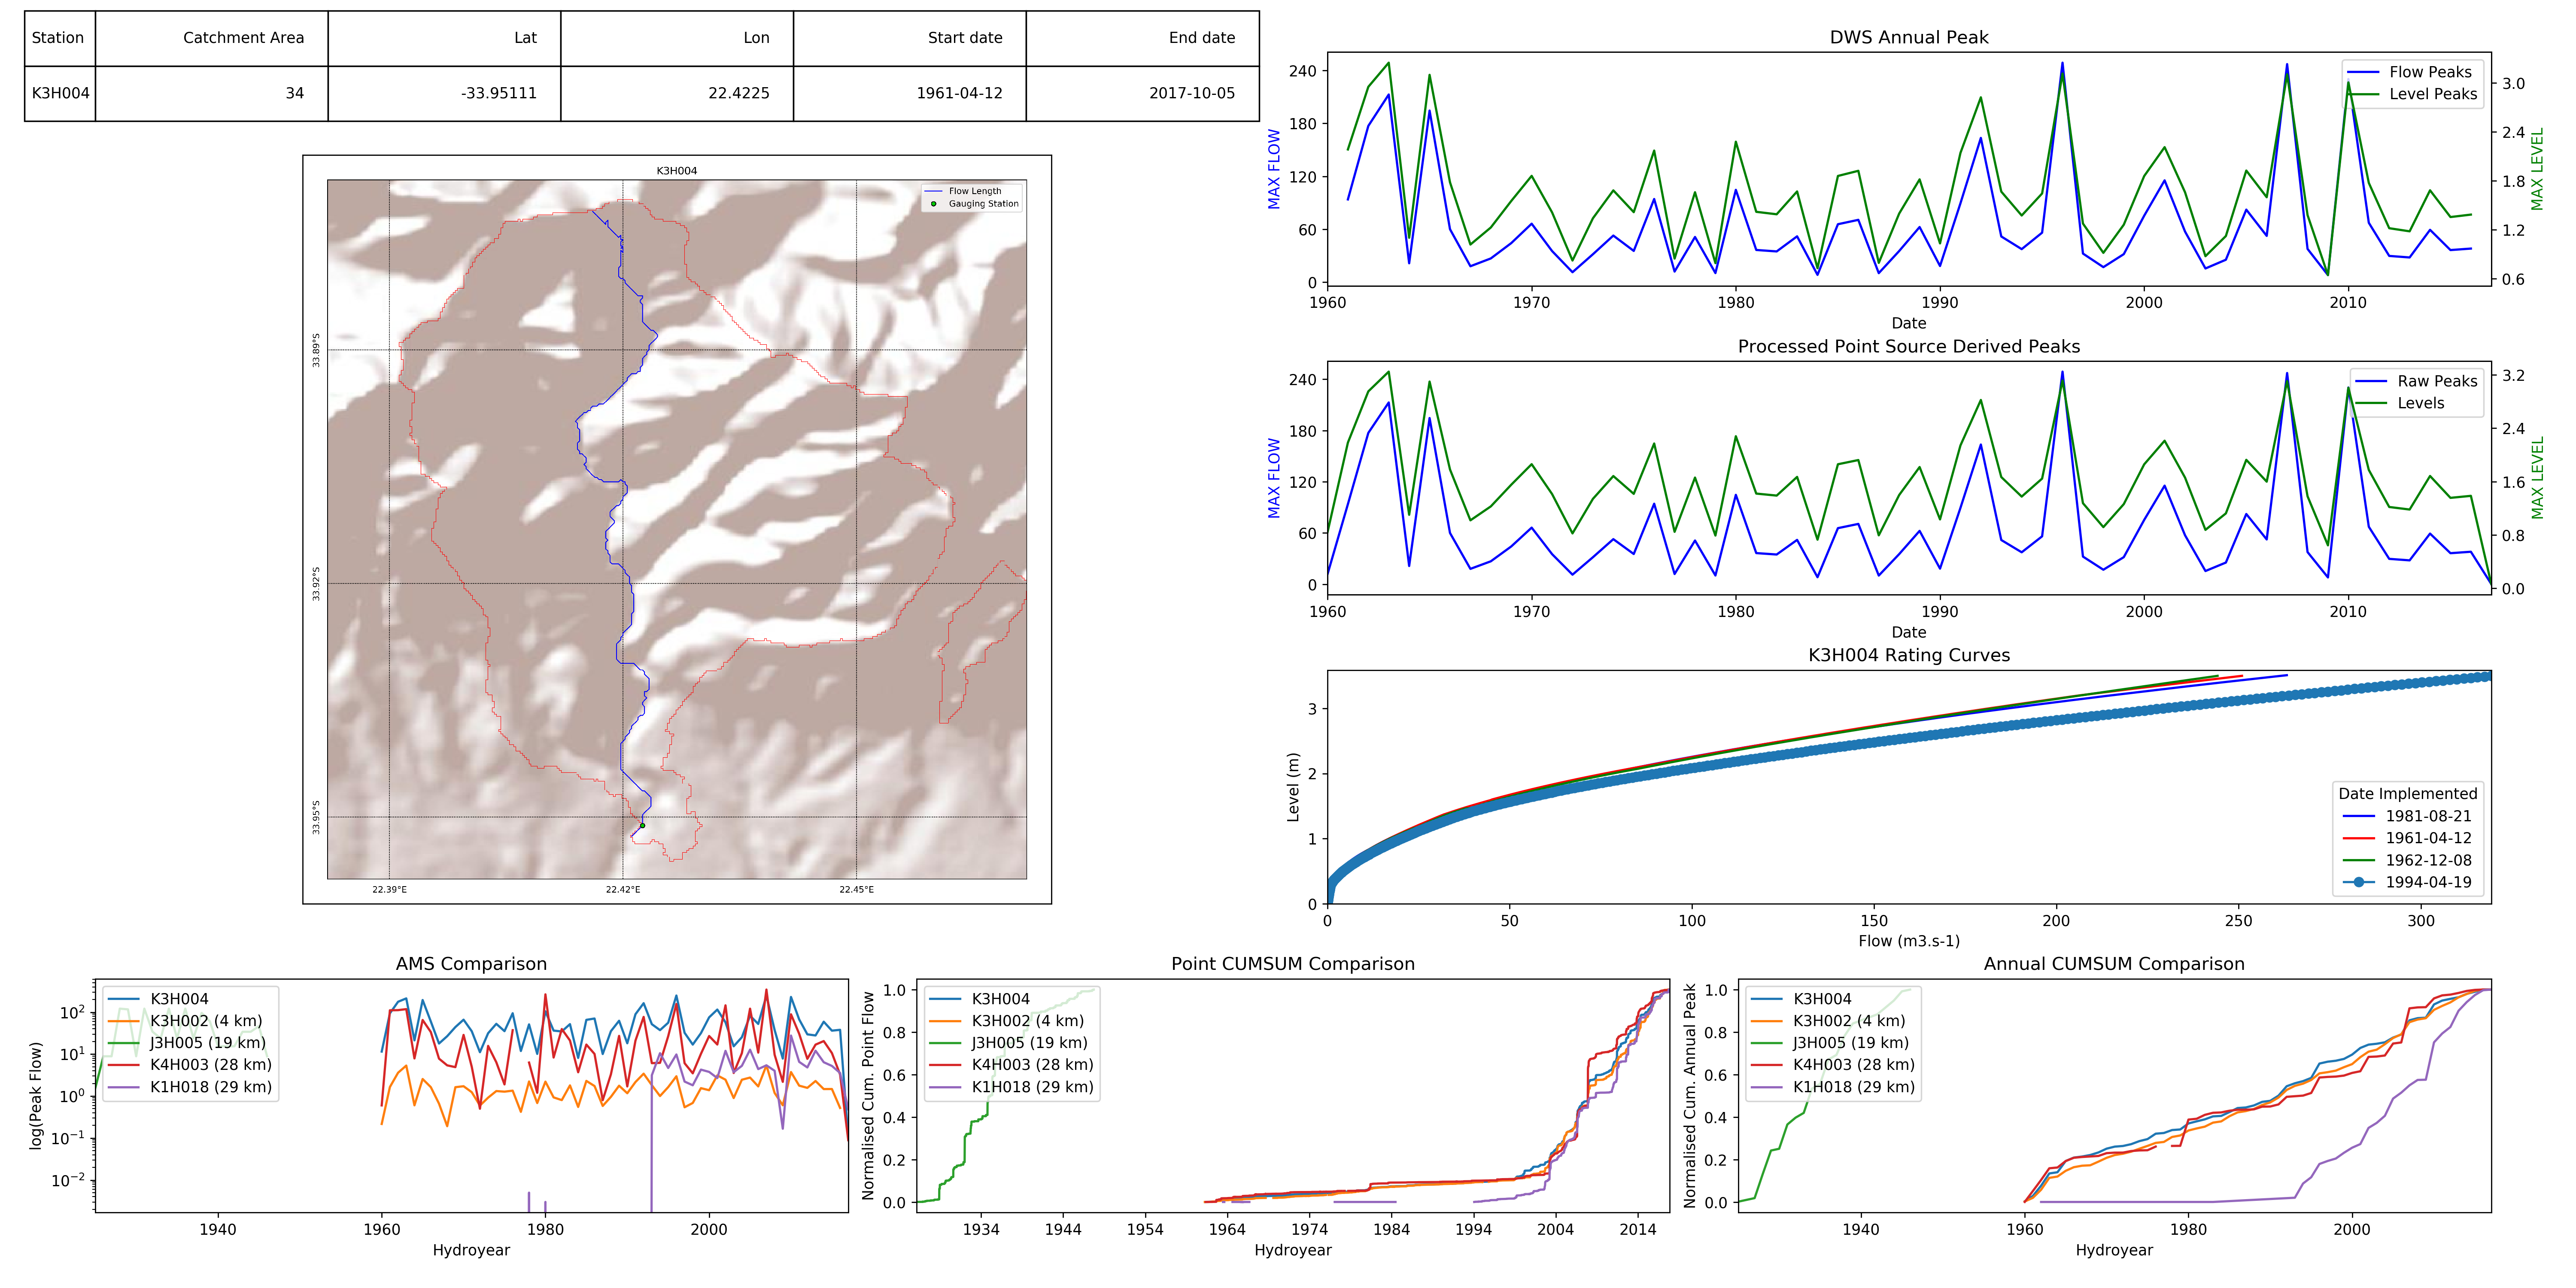 Station Catchment Area Lat Lon Start date End date
K3H004 34 -33.95111 22.4225 1961-04-12 2017-10-05
K3H004
Flow Length
Gauging Station
33.89°S
33.92°S
33.95°S
22.39°E 22.42°E 22.45°E
DWS Annual Peak
Flow Peaks
Level Peaks
MAX FLOW
MAX LEVEL
240
180
120
60
0
3.0
2.4
1.8
1.2
0.6
1960 1970 1980 1990 2000 2010
Date
Processed Point Source Derived Peaks
Raw Peaks
Levels
MAX FLOW
MAX LEVEL
240
180
120
60
0
3.2
2.4
1.6
0.8
0.0
1960 1970 1980 1990 2000 2010
Date
K3H004 Rating Curves
Level (m)
3
2
1
0
Date Implemented
1981-08-21
1961-04-12
1962-12-08
1994-04-19
0 50 100 150 200 250 300
Flow (m3.s-1)
AMS Comparison
log(Peak Flow)
10²
10¹
10⁰
10⁻¹
10⁻²
K3H004
K3H002 (4 km)
J3H005 (19 km)
K4H003 (28 km)
K1H018 (29 km)
1940 1960 1980 2000
Hydroyear
Point CUMSUM Comparison
Normalised Cum. Point Flow
1.0
0.8
0.6
0.4
0.2
0.0
K3H004
K3H002 (4 km)
J3H005 (19 km)
K4H003 (28 km)
K1H018 (29 km)
1934 1944 1954 1964 1974 1984 1994 2004 2014
Hydroyear
Annual CUMSUM Comparison
Normalised Cum. Annual Peak
1.0
0.8
0.6
0.4
0.2
0.0
K3H004
K3H002 (4 km)
J3H005 (19 km)
K4H003 (28 km)
K1H018 (29 km)
1940 1960 1980 2000
Hydroyear